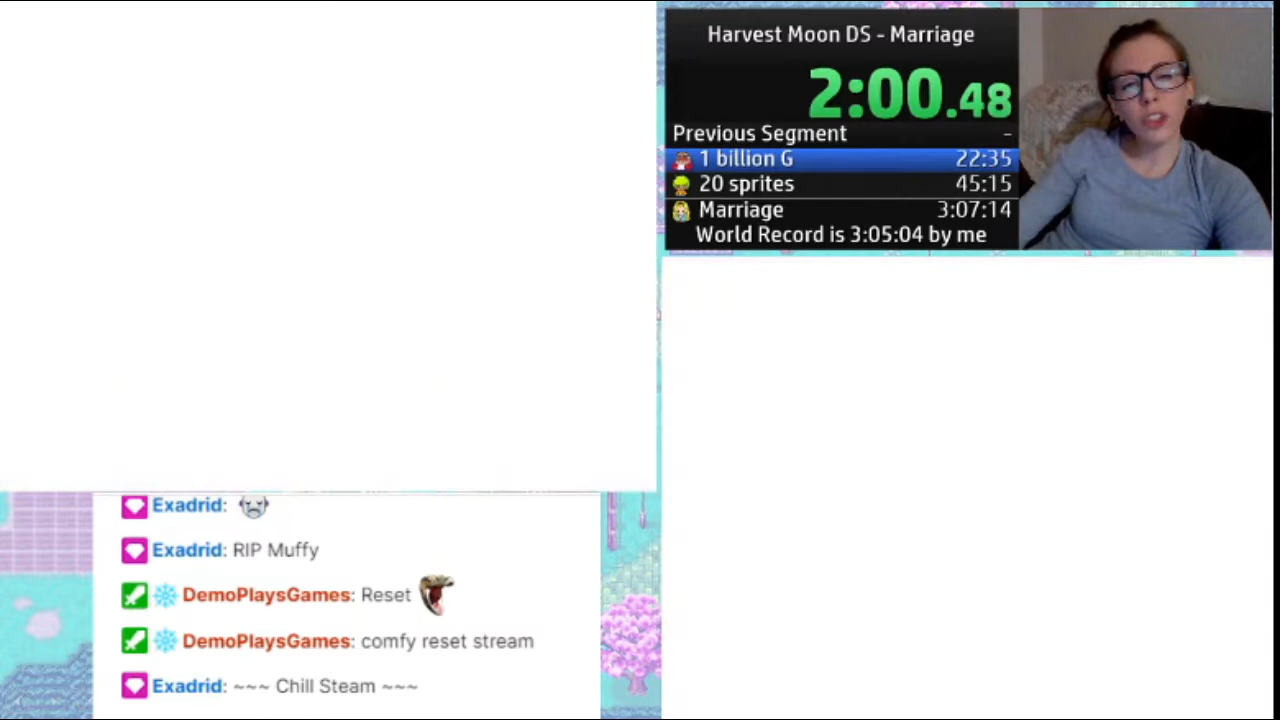 Harvest Moon DS - Marriage
2:00.48
Previous Segment -
1 billion G 22:35
20 sprites 45:15
Marriage 3:07:14
World Record is 3:05:04 by me
Exadrid:
Exadrid: RIP Muffy
DemoPlaysGames: Reset
DemoPlaysGames: comfy reset stream
Exadrid: ~~~ Chill Steam ~~~